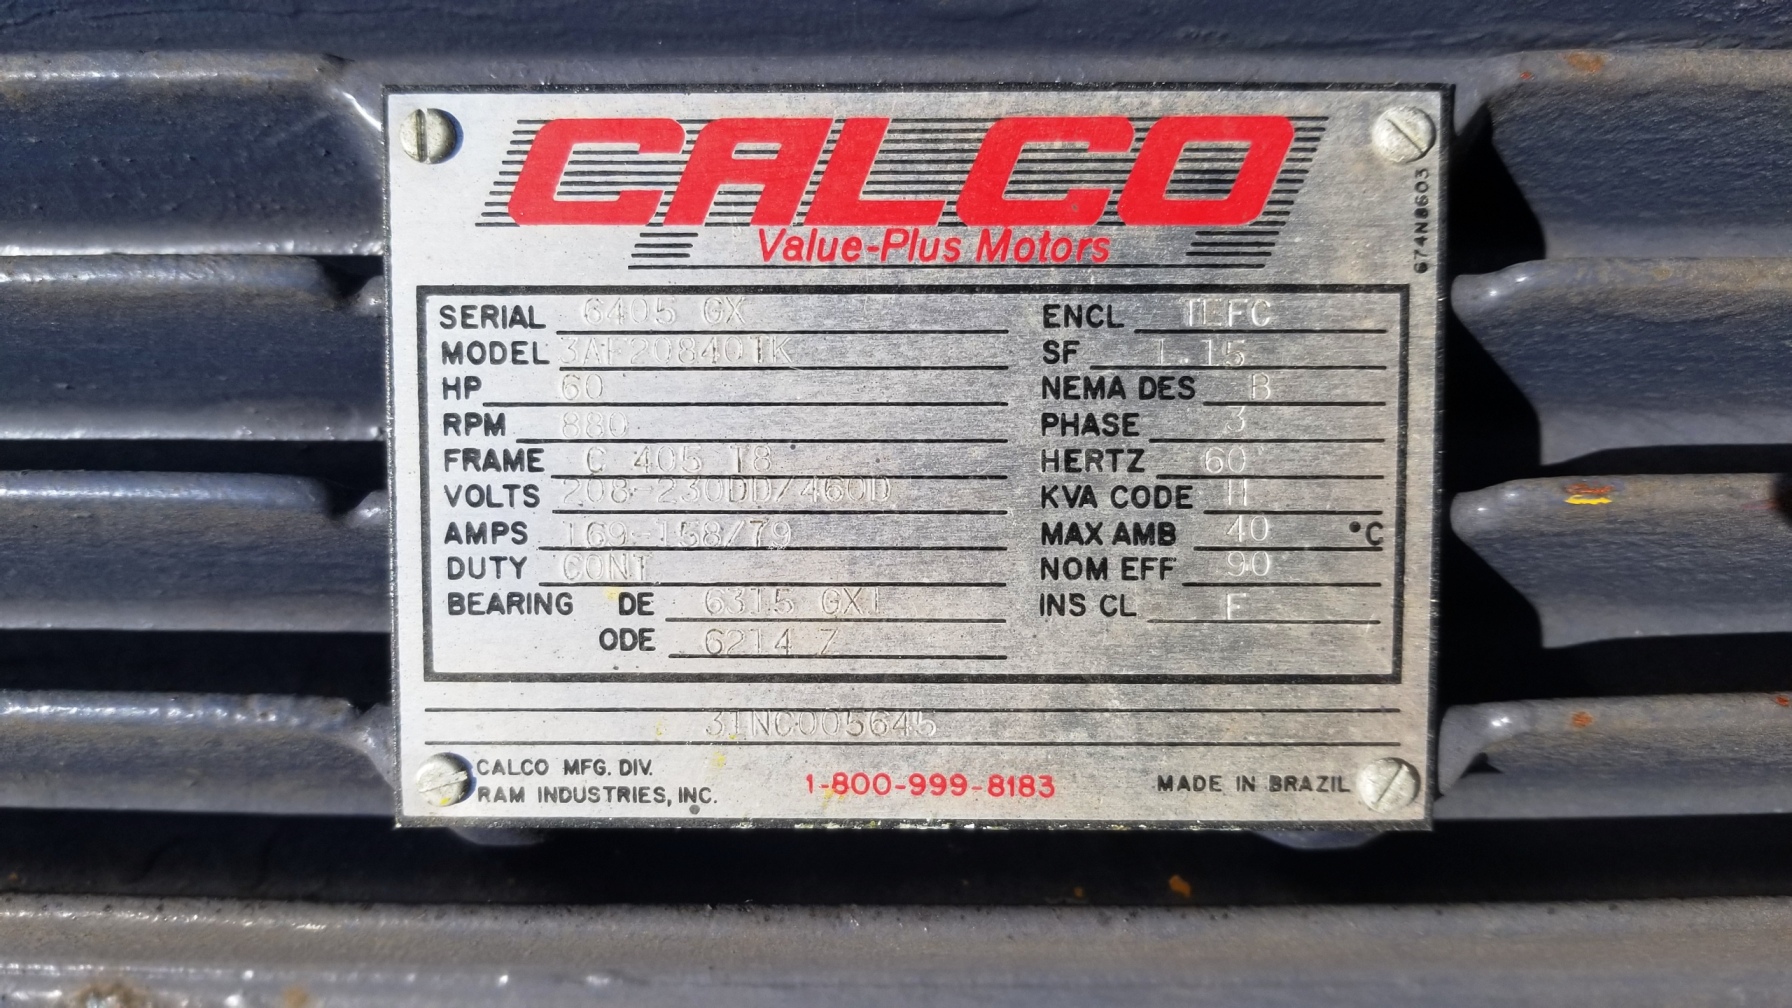 CALCO
Value-Plus Motors
674N8603
SERIAL 6405 GX
MODEL 3AF20840TK
HP 60
RPM 880
FRAME C 405 T8
VOLTS 208-230DD/460D
AMPS 169-158/79
DUTY CONT
BEARING DE 6315 GX1
ODE 6214 Z
ENCL TEFC
SF 1.15
NEMA DES B
PHASE 3
HERTZ 60
KVA CODE H
MAX AMB 40 °C
NOM EFF 90
INS CL F
31NC005645
CALCO MFG. DIV.
RAM INDUSTRIES, INC.
1-800-999-8183
MADE IN BRAZIL